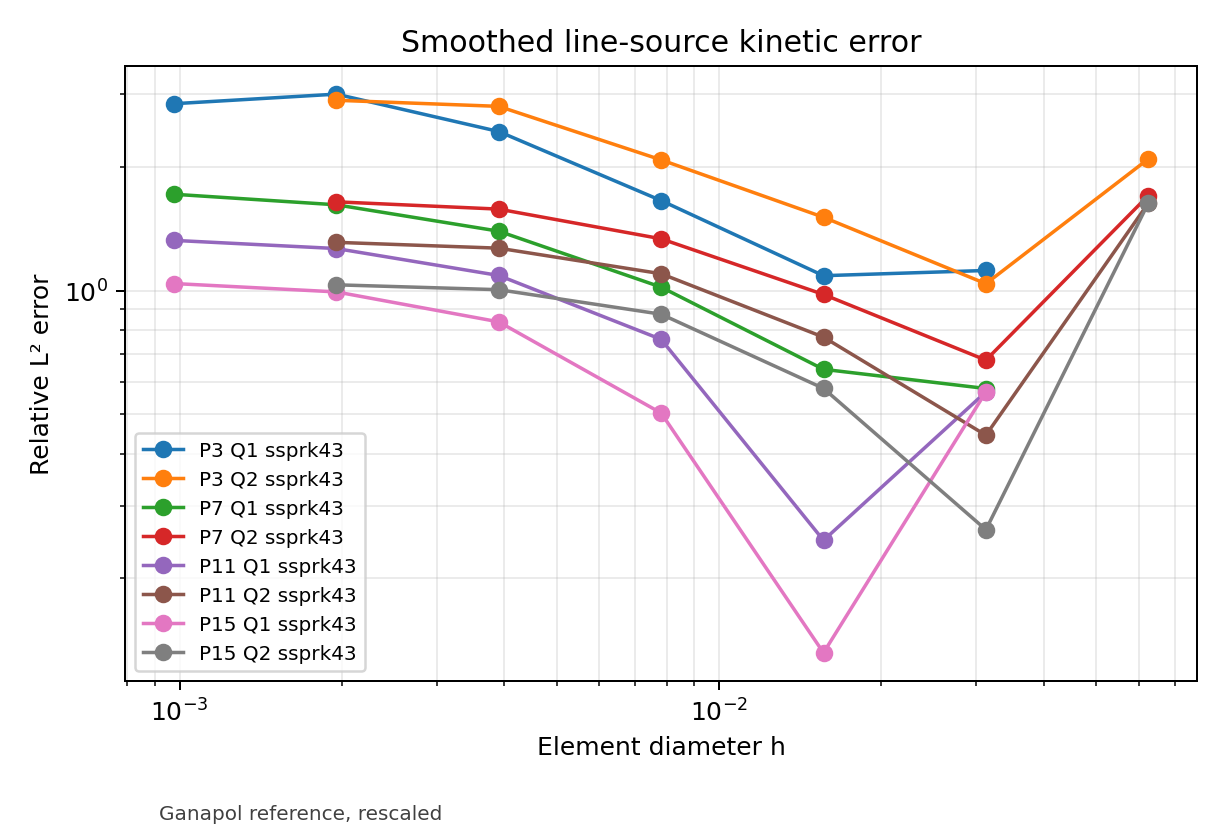 Smoothed line-source kinetic error
Relative L² error
10⁰
P3 Q1 ssprk43
P3 Q2 ssprk43
P7 Q1 ssprk43
P7 Q2 ssprk43
P11 Q1 ssprk43
P11 Q2 ssprk43
P15 Q1 ssprk43
P15 Q2 ssprk43
10⁻³ 10⁻²
Element diameter h
Ganapol reference, rescaled